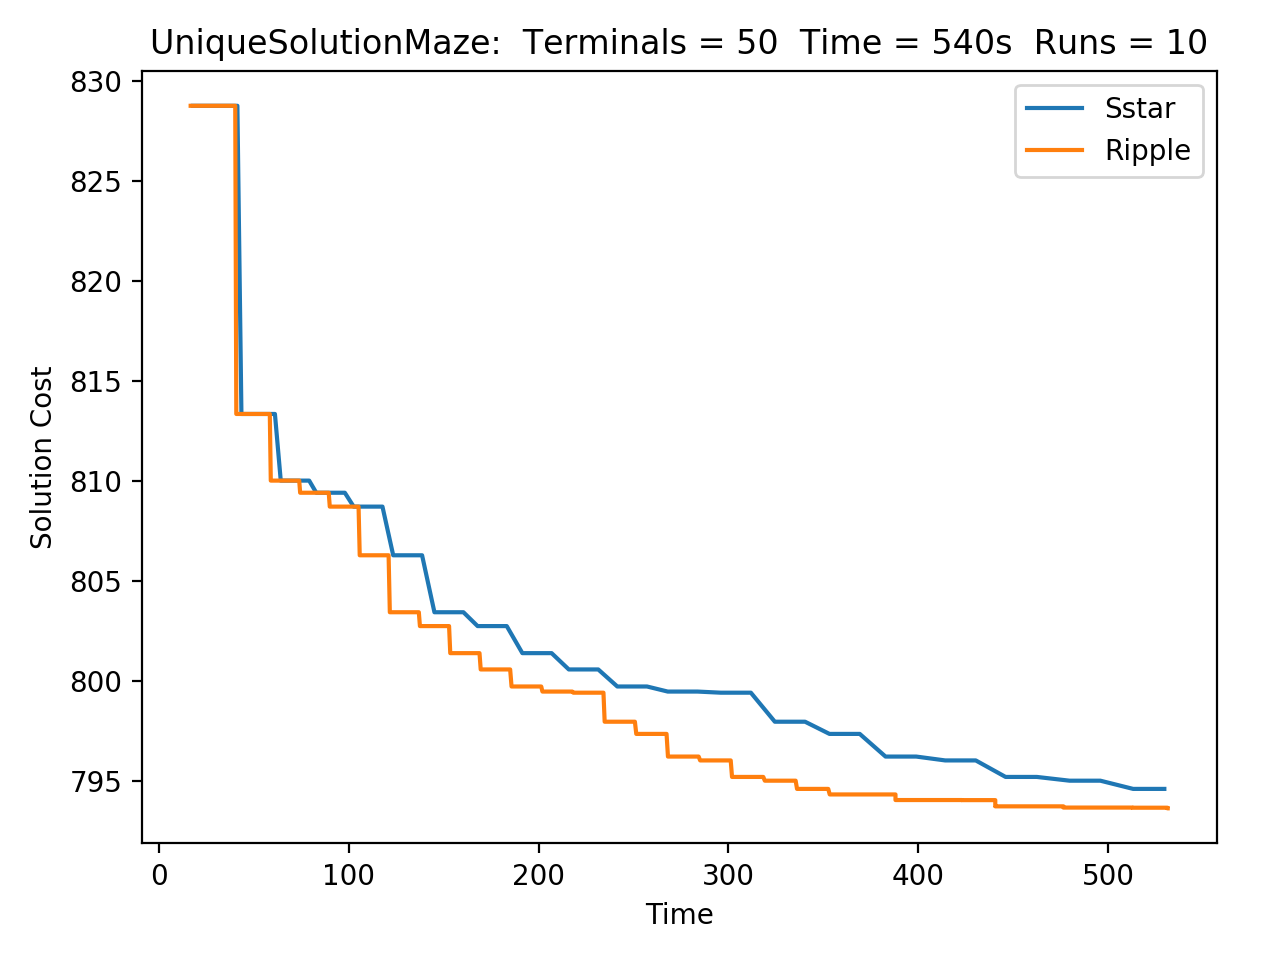 UniqueSolutionMaze:  Terminals = 50  Time = 540s  Runs = 10
Sstar
Ripple
830
825
820
815
810
805
800
795
Solution Cost
0 100 200 300 400 500
Time